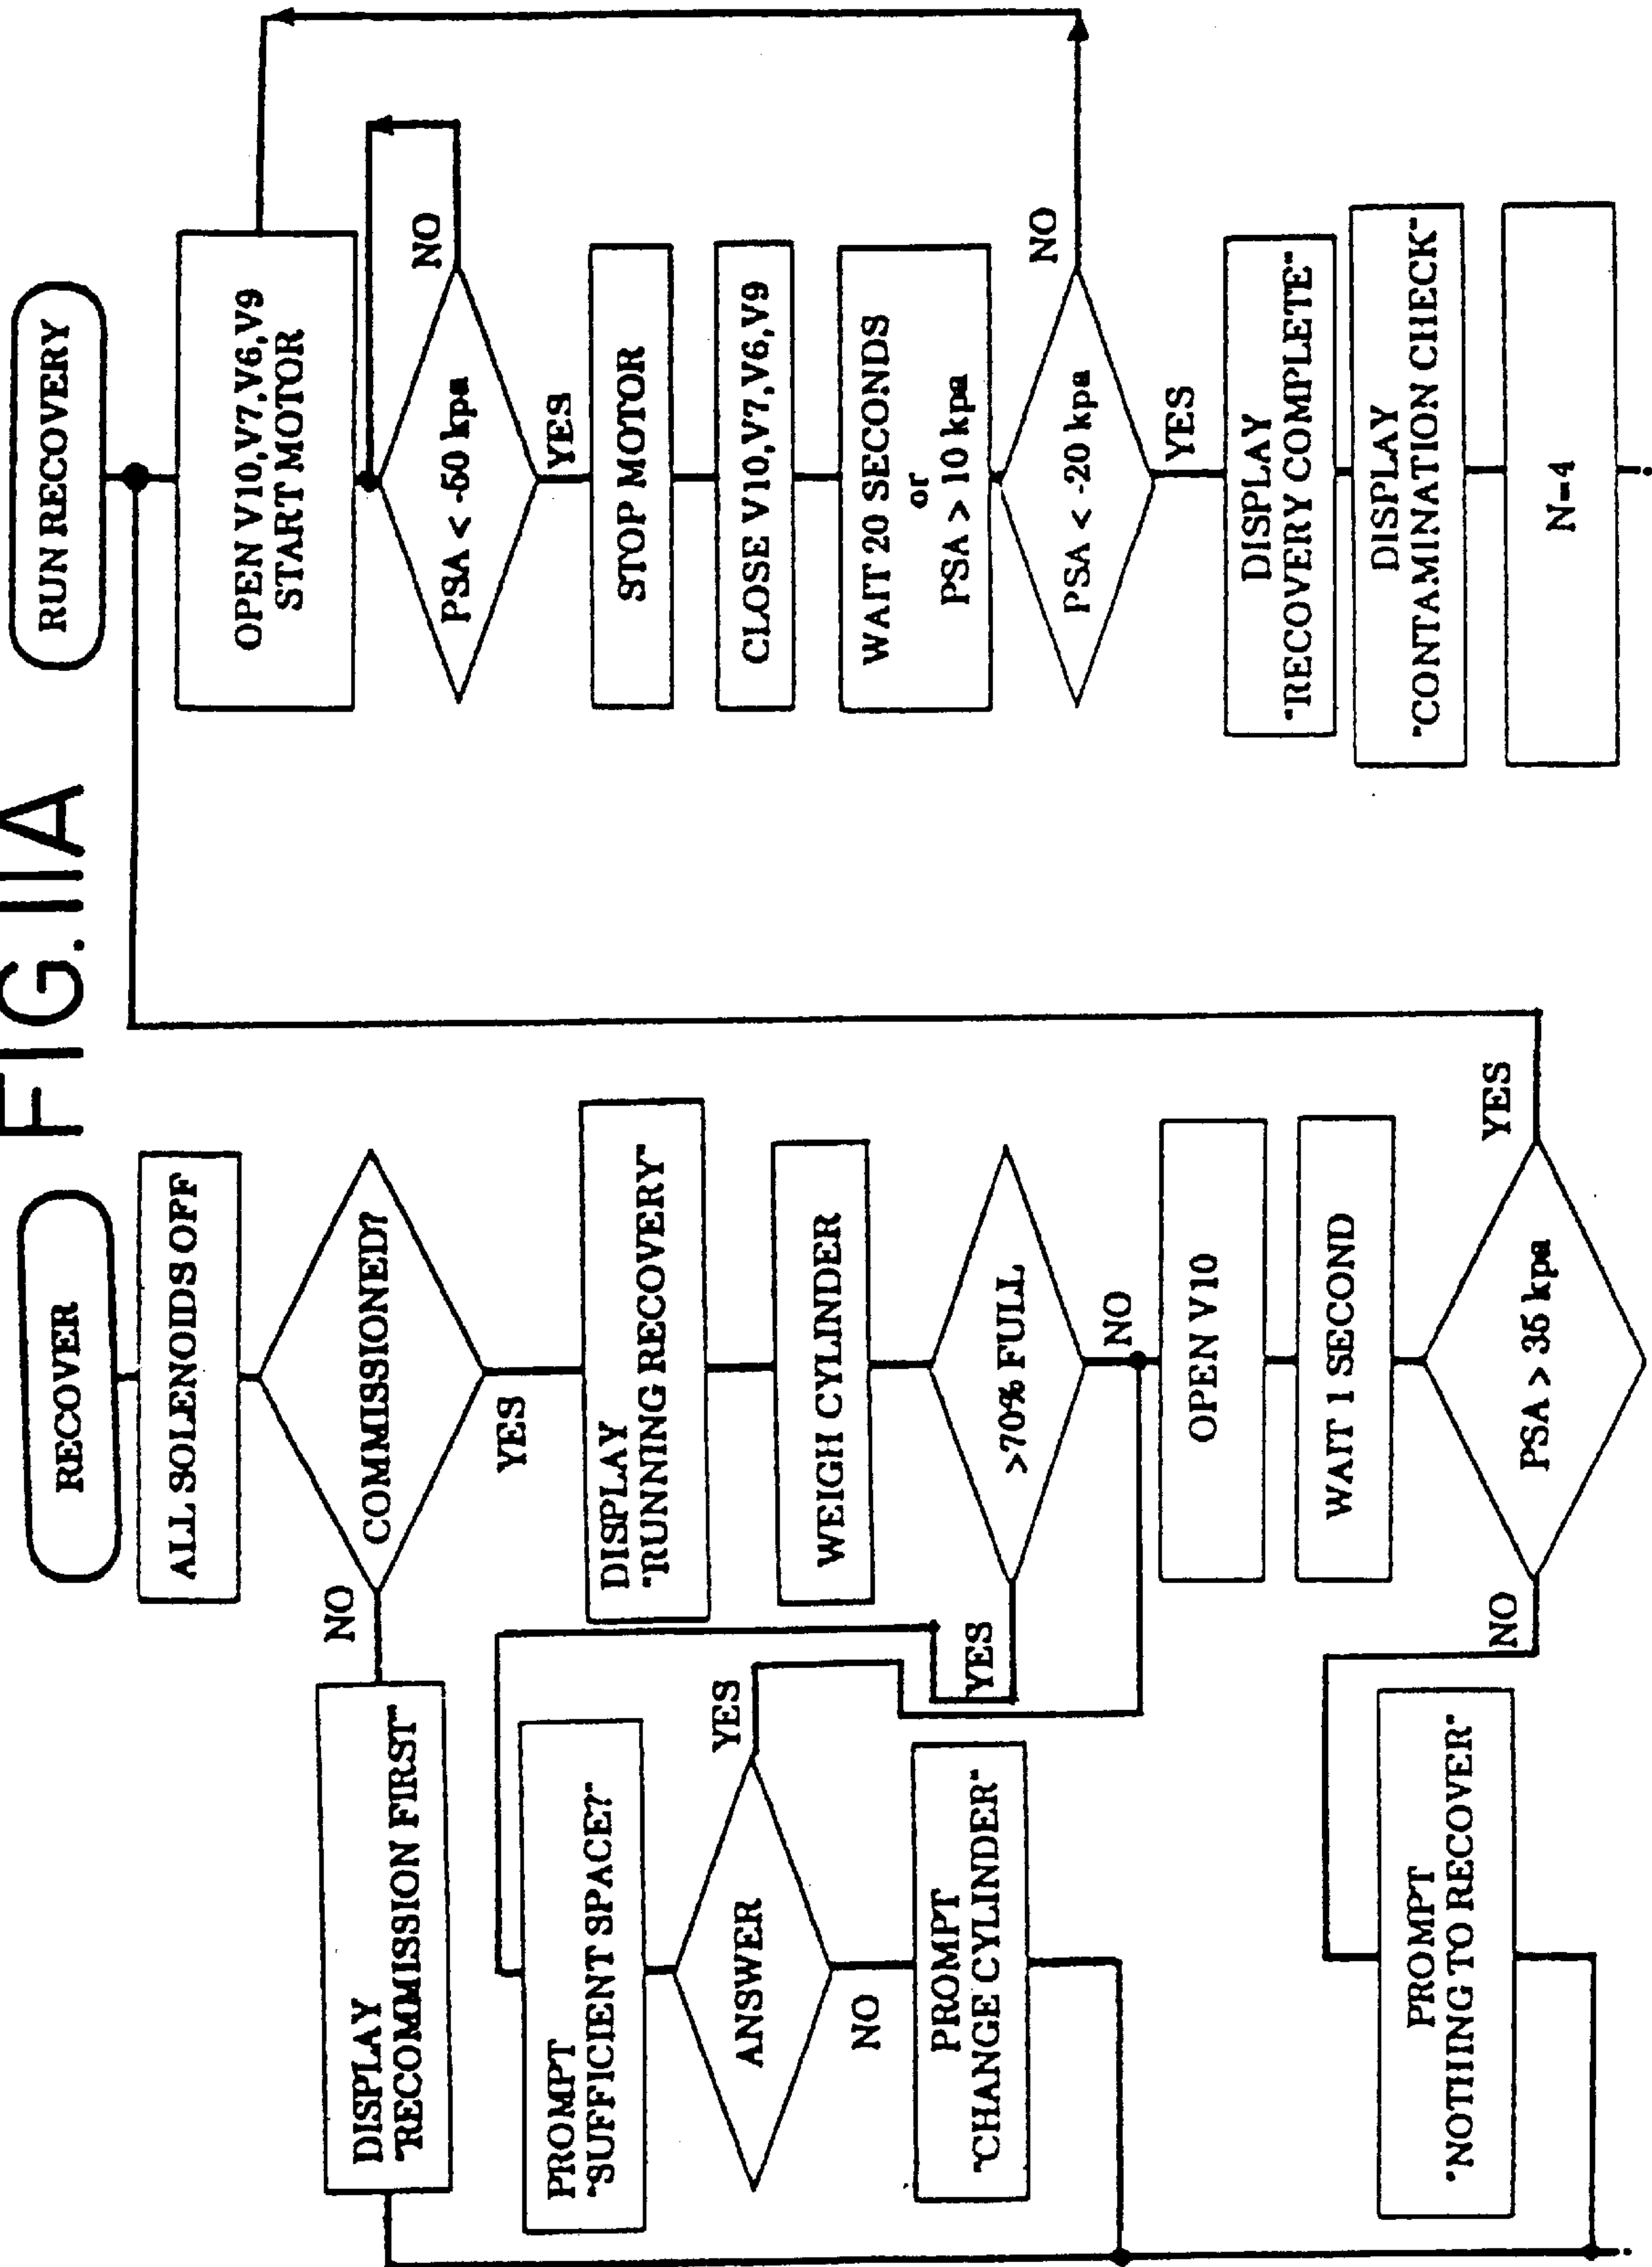 FIG. 11A
RECOVER
ALL SOLENOIDS OFF
COMMISSIONED?
NO
YES
DISPLAY
"RECOMMISSION FIRST"
DISPLAY
"RUNNING RECOVERY"
WEIGH CYLINDER
>70% FULL
YES
NO
PROMPT
"SUFFICIENT SPACE?"
ANSWER
YES
NO
PROMPT
"CHANGE CYLINDER"
OPEN V10
WAIT 1 SECOND
PSA > 35 kpa
NO
YES
PROMPT
"NOTHING TO RECOVER"
RUN RECOVERY
OPEN V10,V7,V6,V9
START MOTOR
PSA < -50 kpa
NO
YES
STOP MOTOR
CLOSE V10,V7,V6,V9
WAIT 20 SECONDS
or
PSA > 10 kpa
PSA < -20 kpa
NO
YES
DISPLAY
"RECOVERY COMPLETE"
DISPLAY
"CONTAMINATION CHECK"
N=4